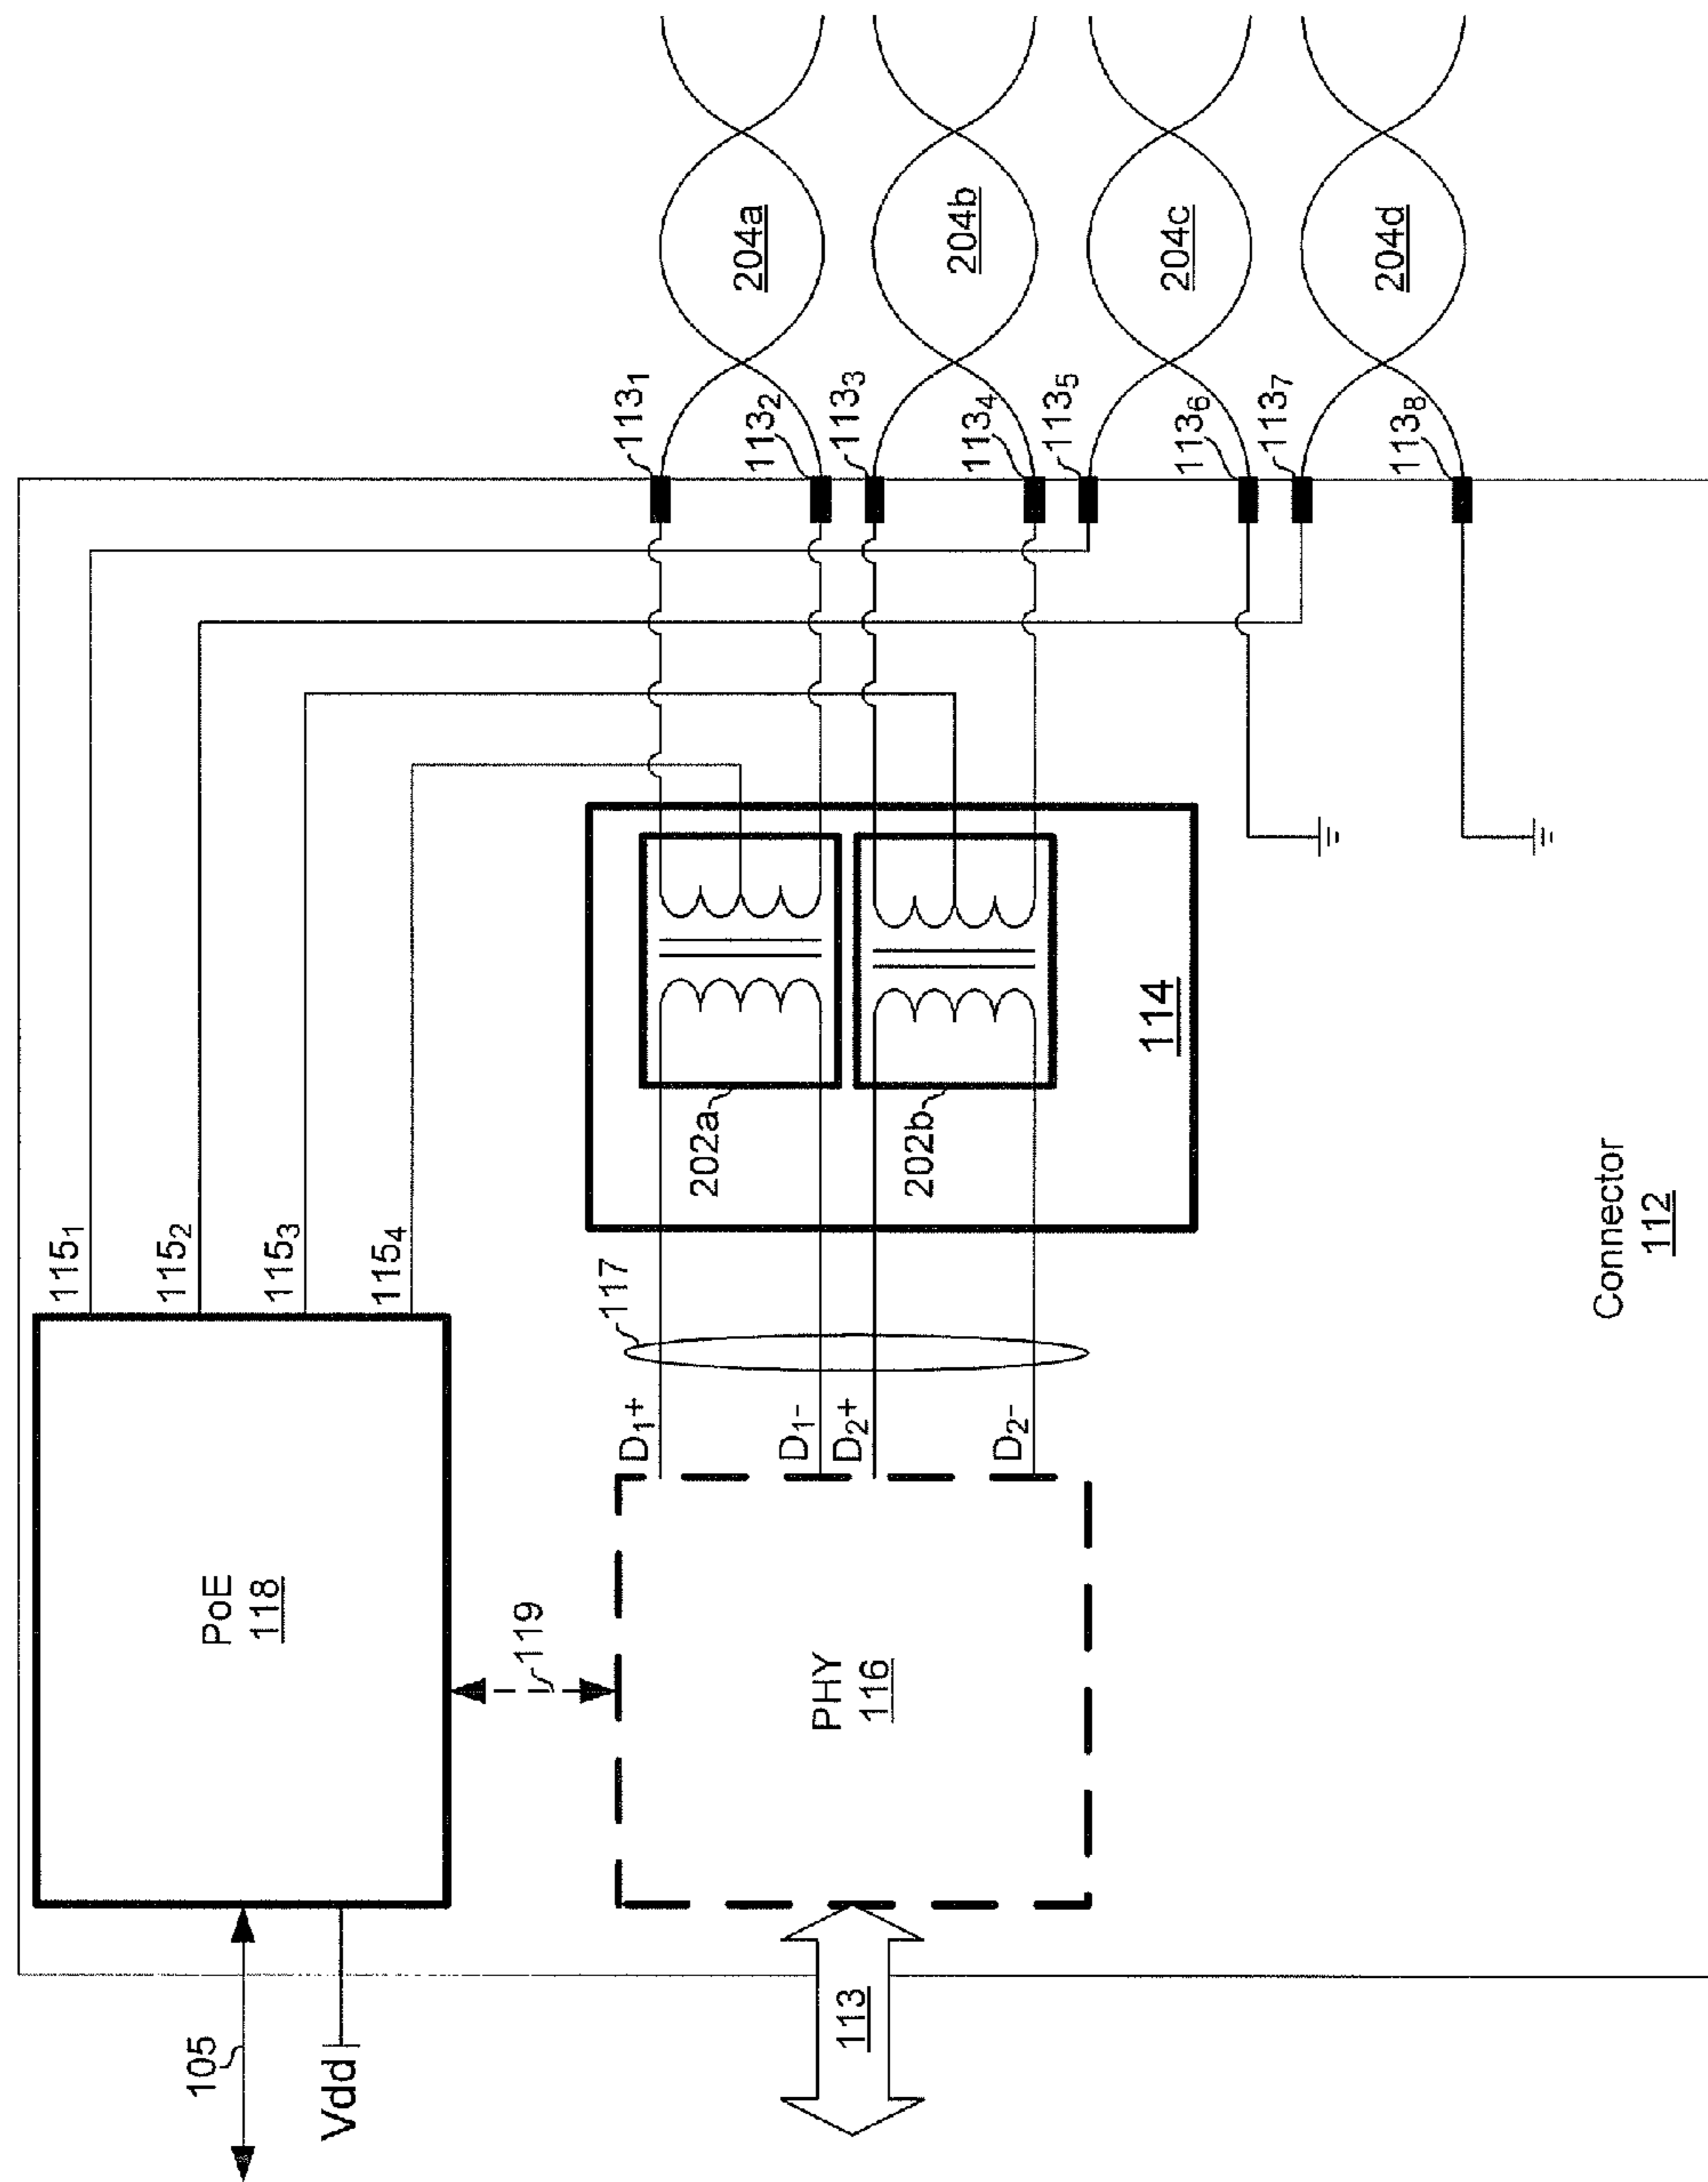 105
Vdd
PoE
118
115₁
115₂
115₃
115₄
119
113
PHY
116
D₁+
D₁-
D₂+
D₂-
117
202a
202b
114
113₁
113₂
113₃
113₄
113₅
113₆
113₇
113₈
204a
204b
204c
204d
Connector
112